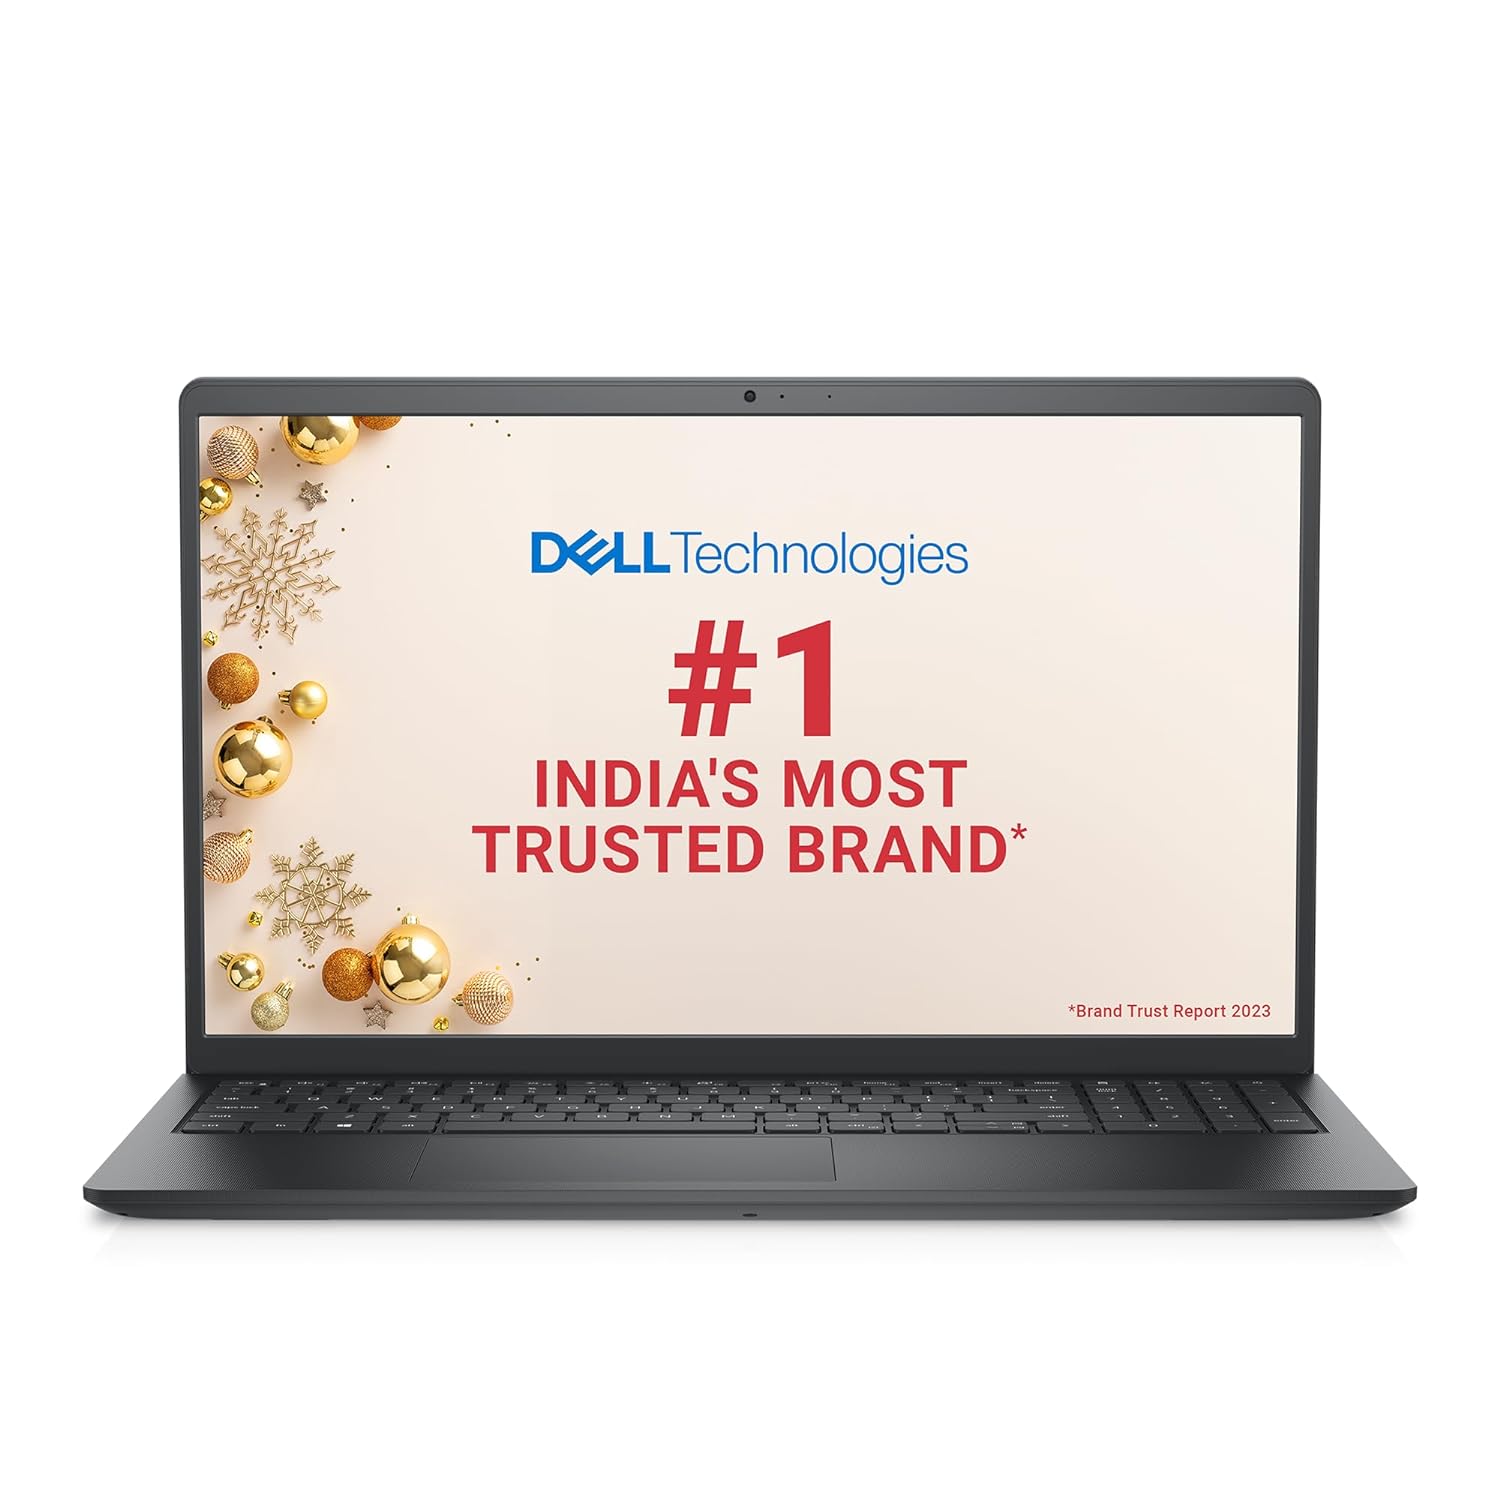 DELL Technologies
#1
INDIA'S MOST
TRUSTED BRAND*
*Brand Trust Report 2023